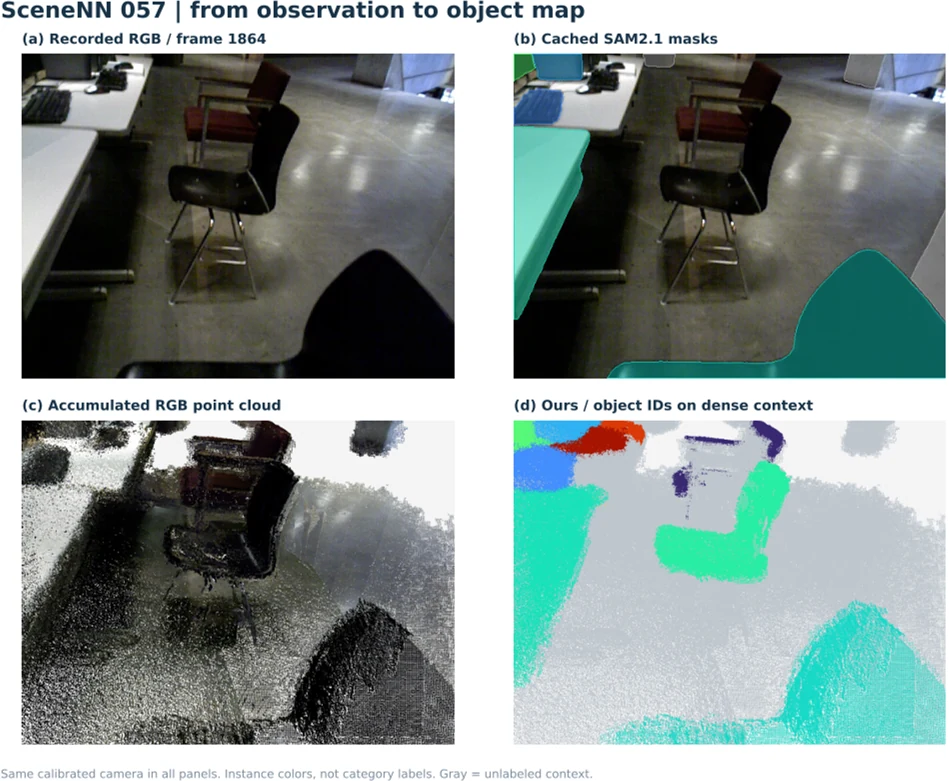 SceneNN 057 | from observation to object map
(a) Recorded RGB / frame 1864
(b) Cached SAM2.1 masks
(c) Accumulated RGB point cloud
(d) Ours / object IDs on dense context
Same calibrated camera in all panels. Instance colors, not category labels. Gray = unlabeled context.